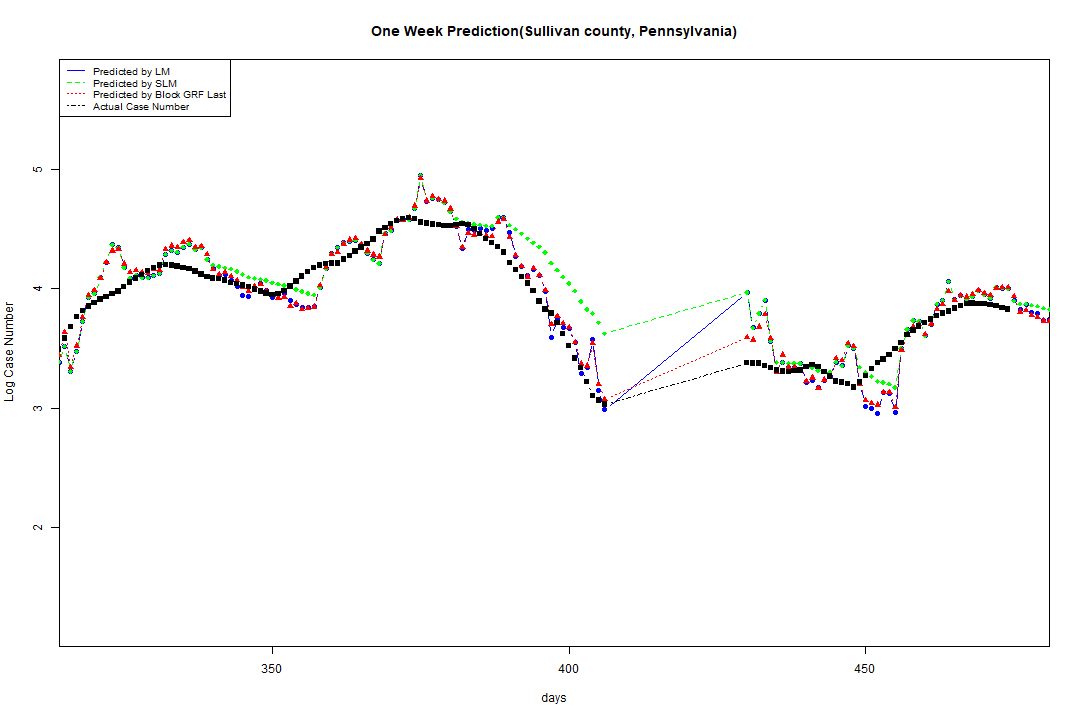 One Week Prediction(Sullivan county, Pennsylvania)
Predicted by LM
Predicted by SLM
Predicted by Block GRF Last
Actual Case Number
5
4
3
2
Log Case Number
350
400
450
days